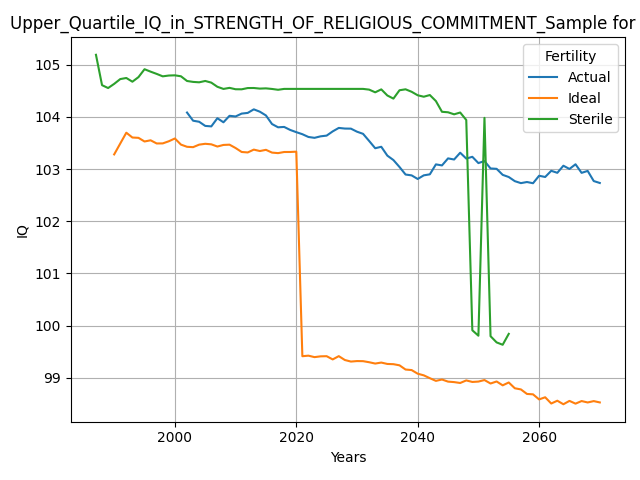 Upper_Quartile_IQ_in_STRENGTH_OF_RELIGIOUS_COMMITMENT_Sample for
105
104
103
102
101
100
99
IQ
Fertility
Actual
Ideal
Sterile
2000
2020
2040
2060
Years